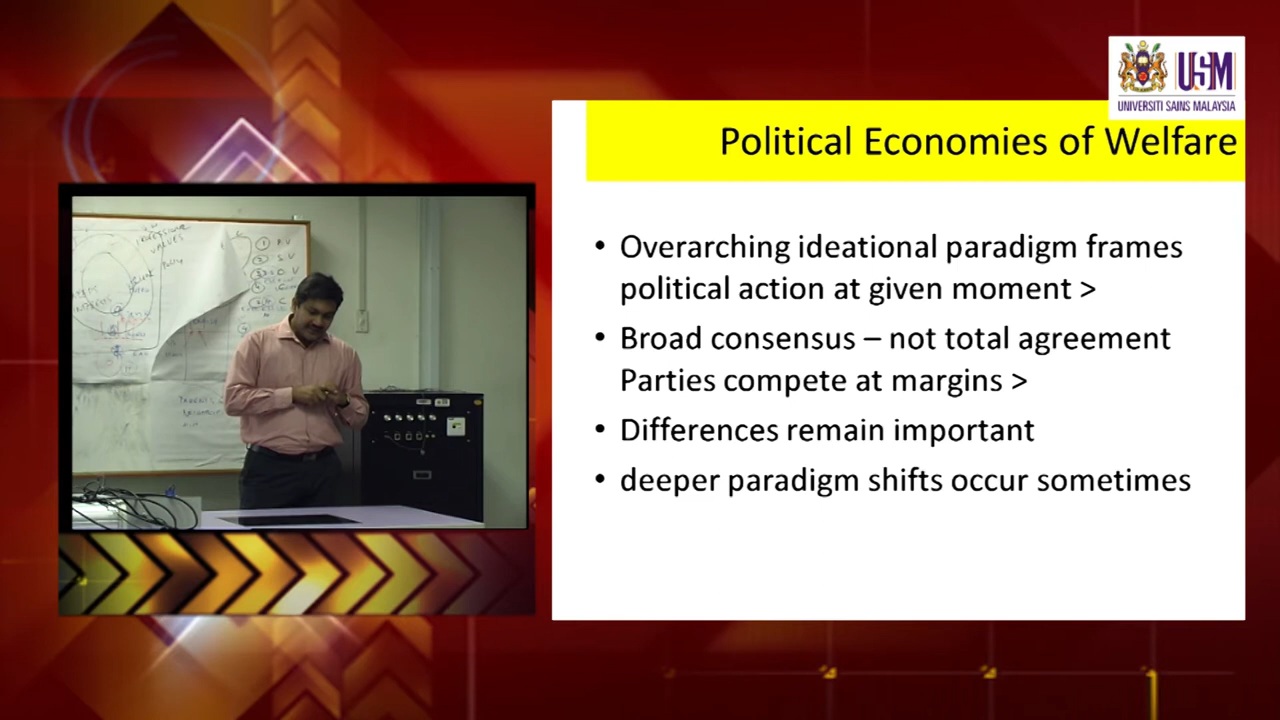 USM
UNIVERSITI SAINS MALAYSIA
Political Economies of Welfare
• Overarching ideational paradigm frames
political action at given moment >
• Broad consensus – not total agreement
Parties compete at margins >
• Differences remain important
• deeper paradigm shifts occur sometimes
VALUES